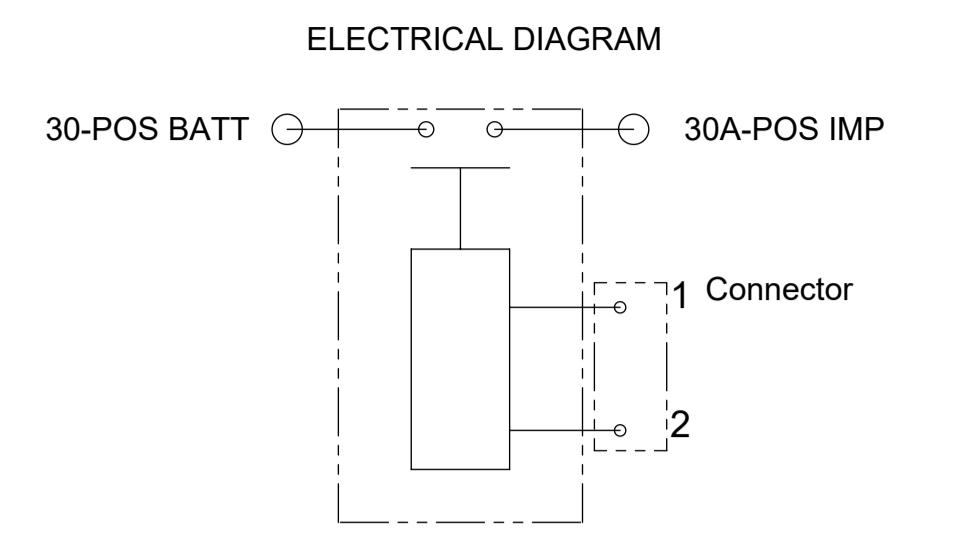 ELECTRICAL DIAGRAM
30-POS BATT
30A-POS IMP
1 Connector
2